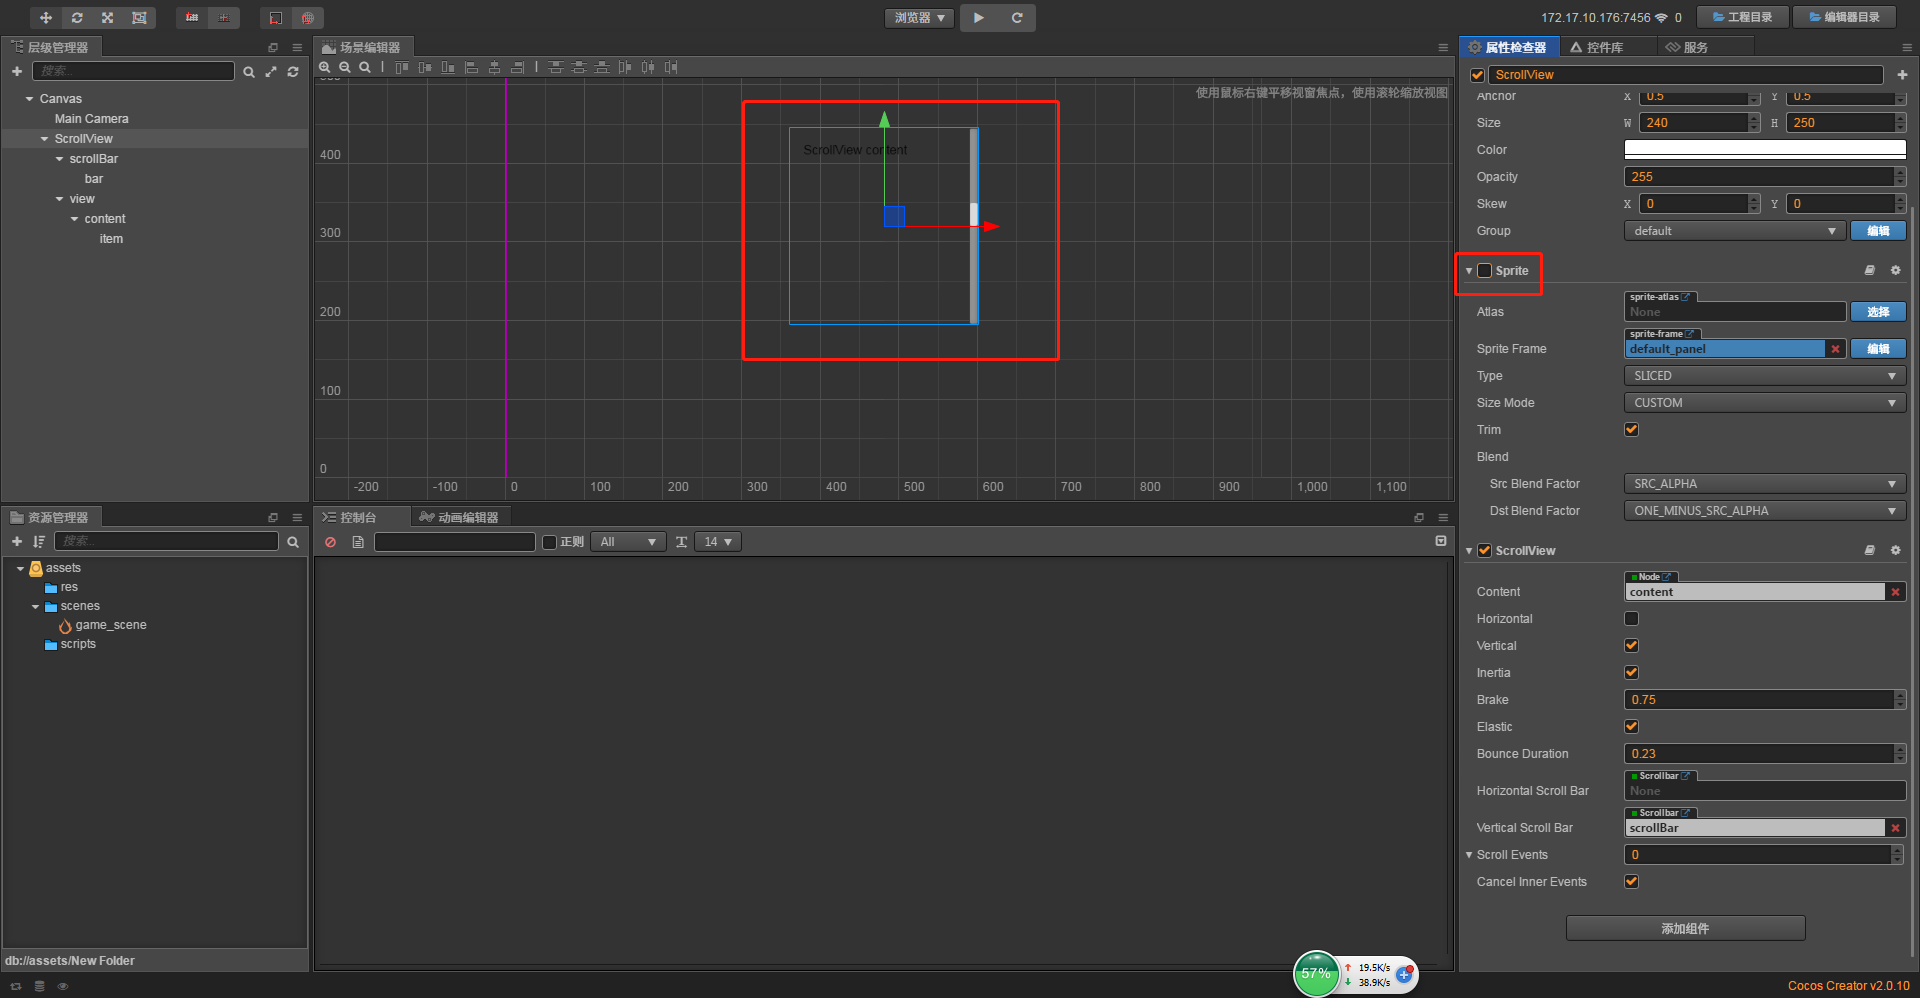 浏览器
172.17.10.176:7456 0
工程目录
编辑器目录
层级管理器
搜索...
Canvas
Main Camera
ScrollView
scrollBar
bar
view
content
item
场景编辑器
使用鼠标右键平移视窗焦点，使用滚轮缩放视图
ScrollView content
400
300
200
100
0
-200 -100 0 100 200 300 400 500 600 700 800 900 1,000 1,100
资源管理器
搜索...
assets
res
scenes
game_scene
scripts
db://assets/New Folder
控制台
动画编辑器
正则
All
14
属性检查器
控件库
服务
ScrollView
Anchor X 0.5 Y 0.5
Size W 240 H 250
Color
Opacity 255
Skew X 0 Y 0
Group default 编辑
Sprite
sprite-atlas
Atlas None 选择
sprite-frame
Sprite Frame default_panel 编辑
Type SLICED
Size Mode CUSTOM
Trim
Blend
Src Blend Factor SRC_ALPHA
Dst Blend Factor ONE_MINUS_SRC_ALPHA
ScrollView
Node
Content content
Horizontal
Vertical
Inertia
Brake 0.75
Elastic
Bounce Duration 0.23
Scrollbar
Horizontal Scroll Bar None
Scrollbar
Vertical Scroll Bar scrollBar
Scroll Events 0
Cancel Inner Events
添加组件
57%
19.5K/s
38.9K/s
Cocos Creator v2.0.10